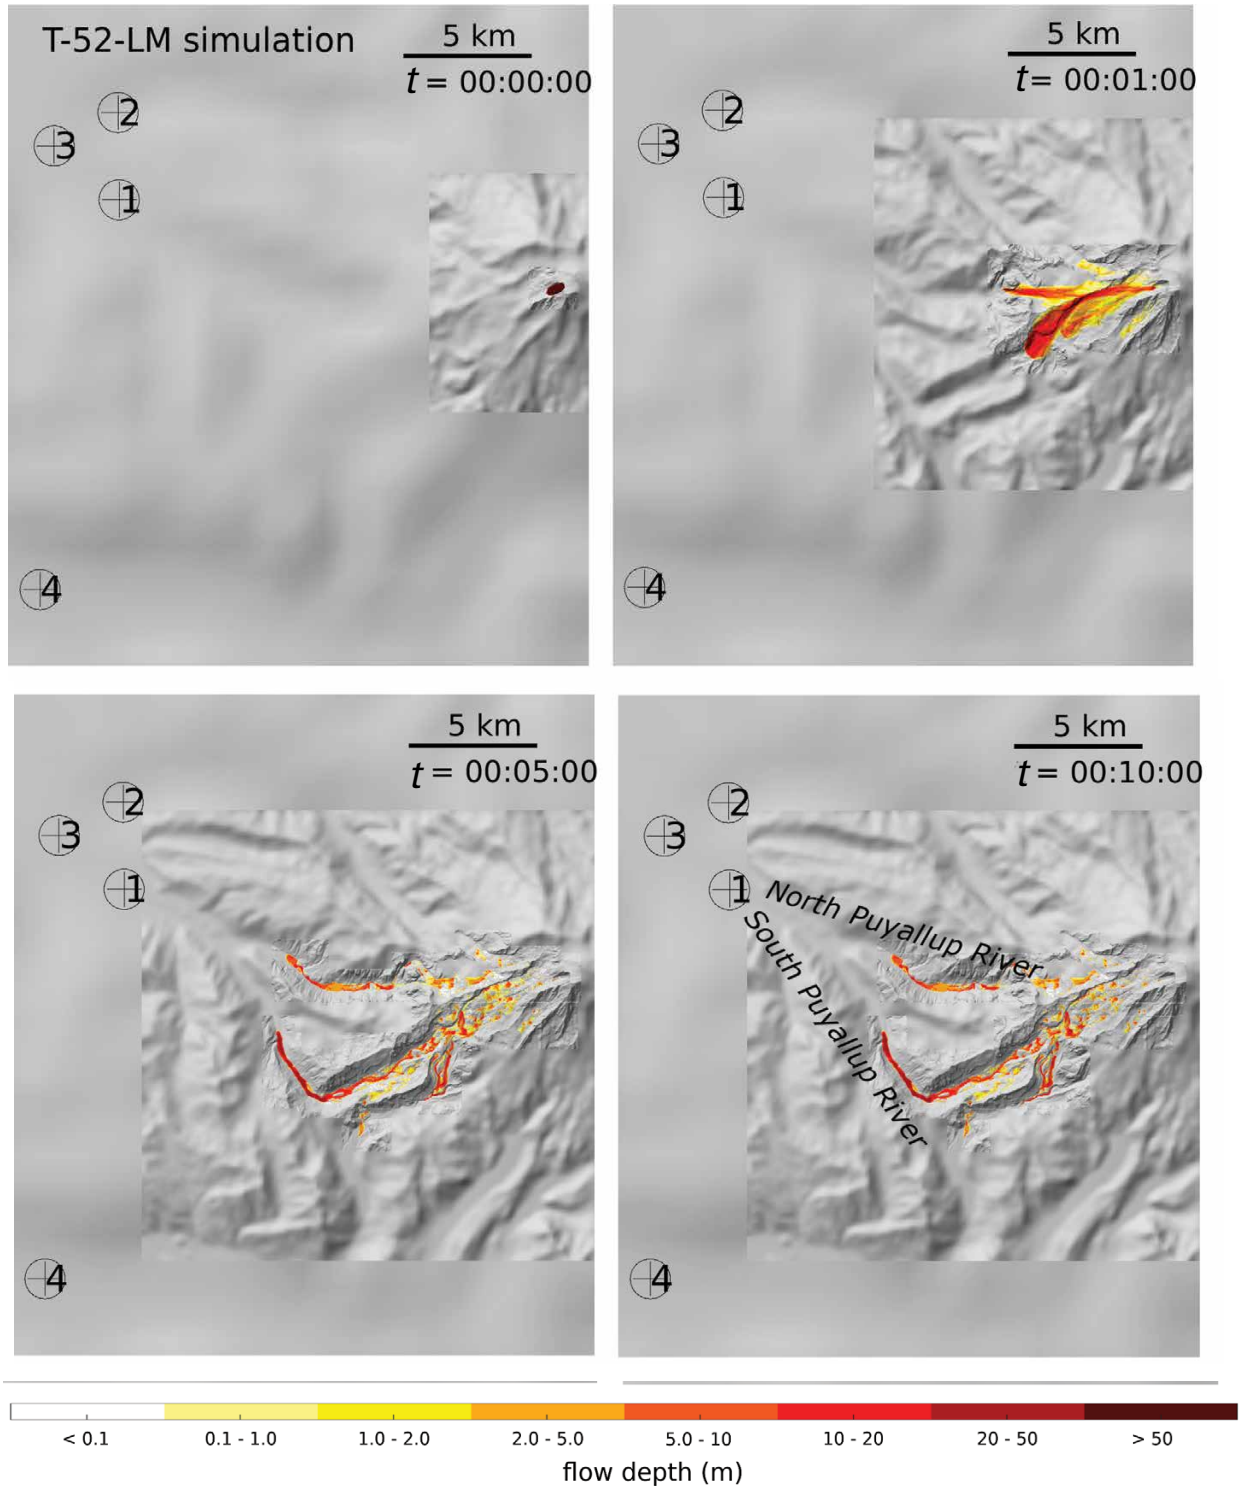 T-52-LM simulation
5 km
t = 00:00:00
2
3
1
4
5 km
t = 00:01:00
2
3
1
4
5 km
t = 00:05:00
2
3
1
4
5 km
t = 00:10:00
2
3
1
North Puyallup River
South Puyallup River
4
< 0.1
0.1 - 1.0
1.0 - 2.0
2.0 - 5.0
5.0 - 10
10 - 20
20 - 50
> 50
flow depth (m)